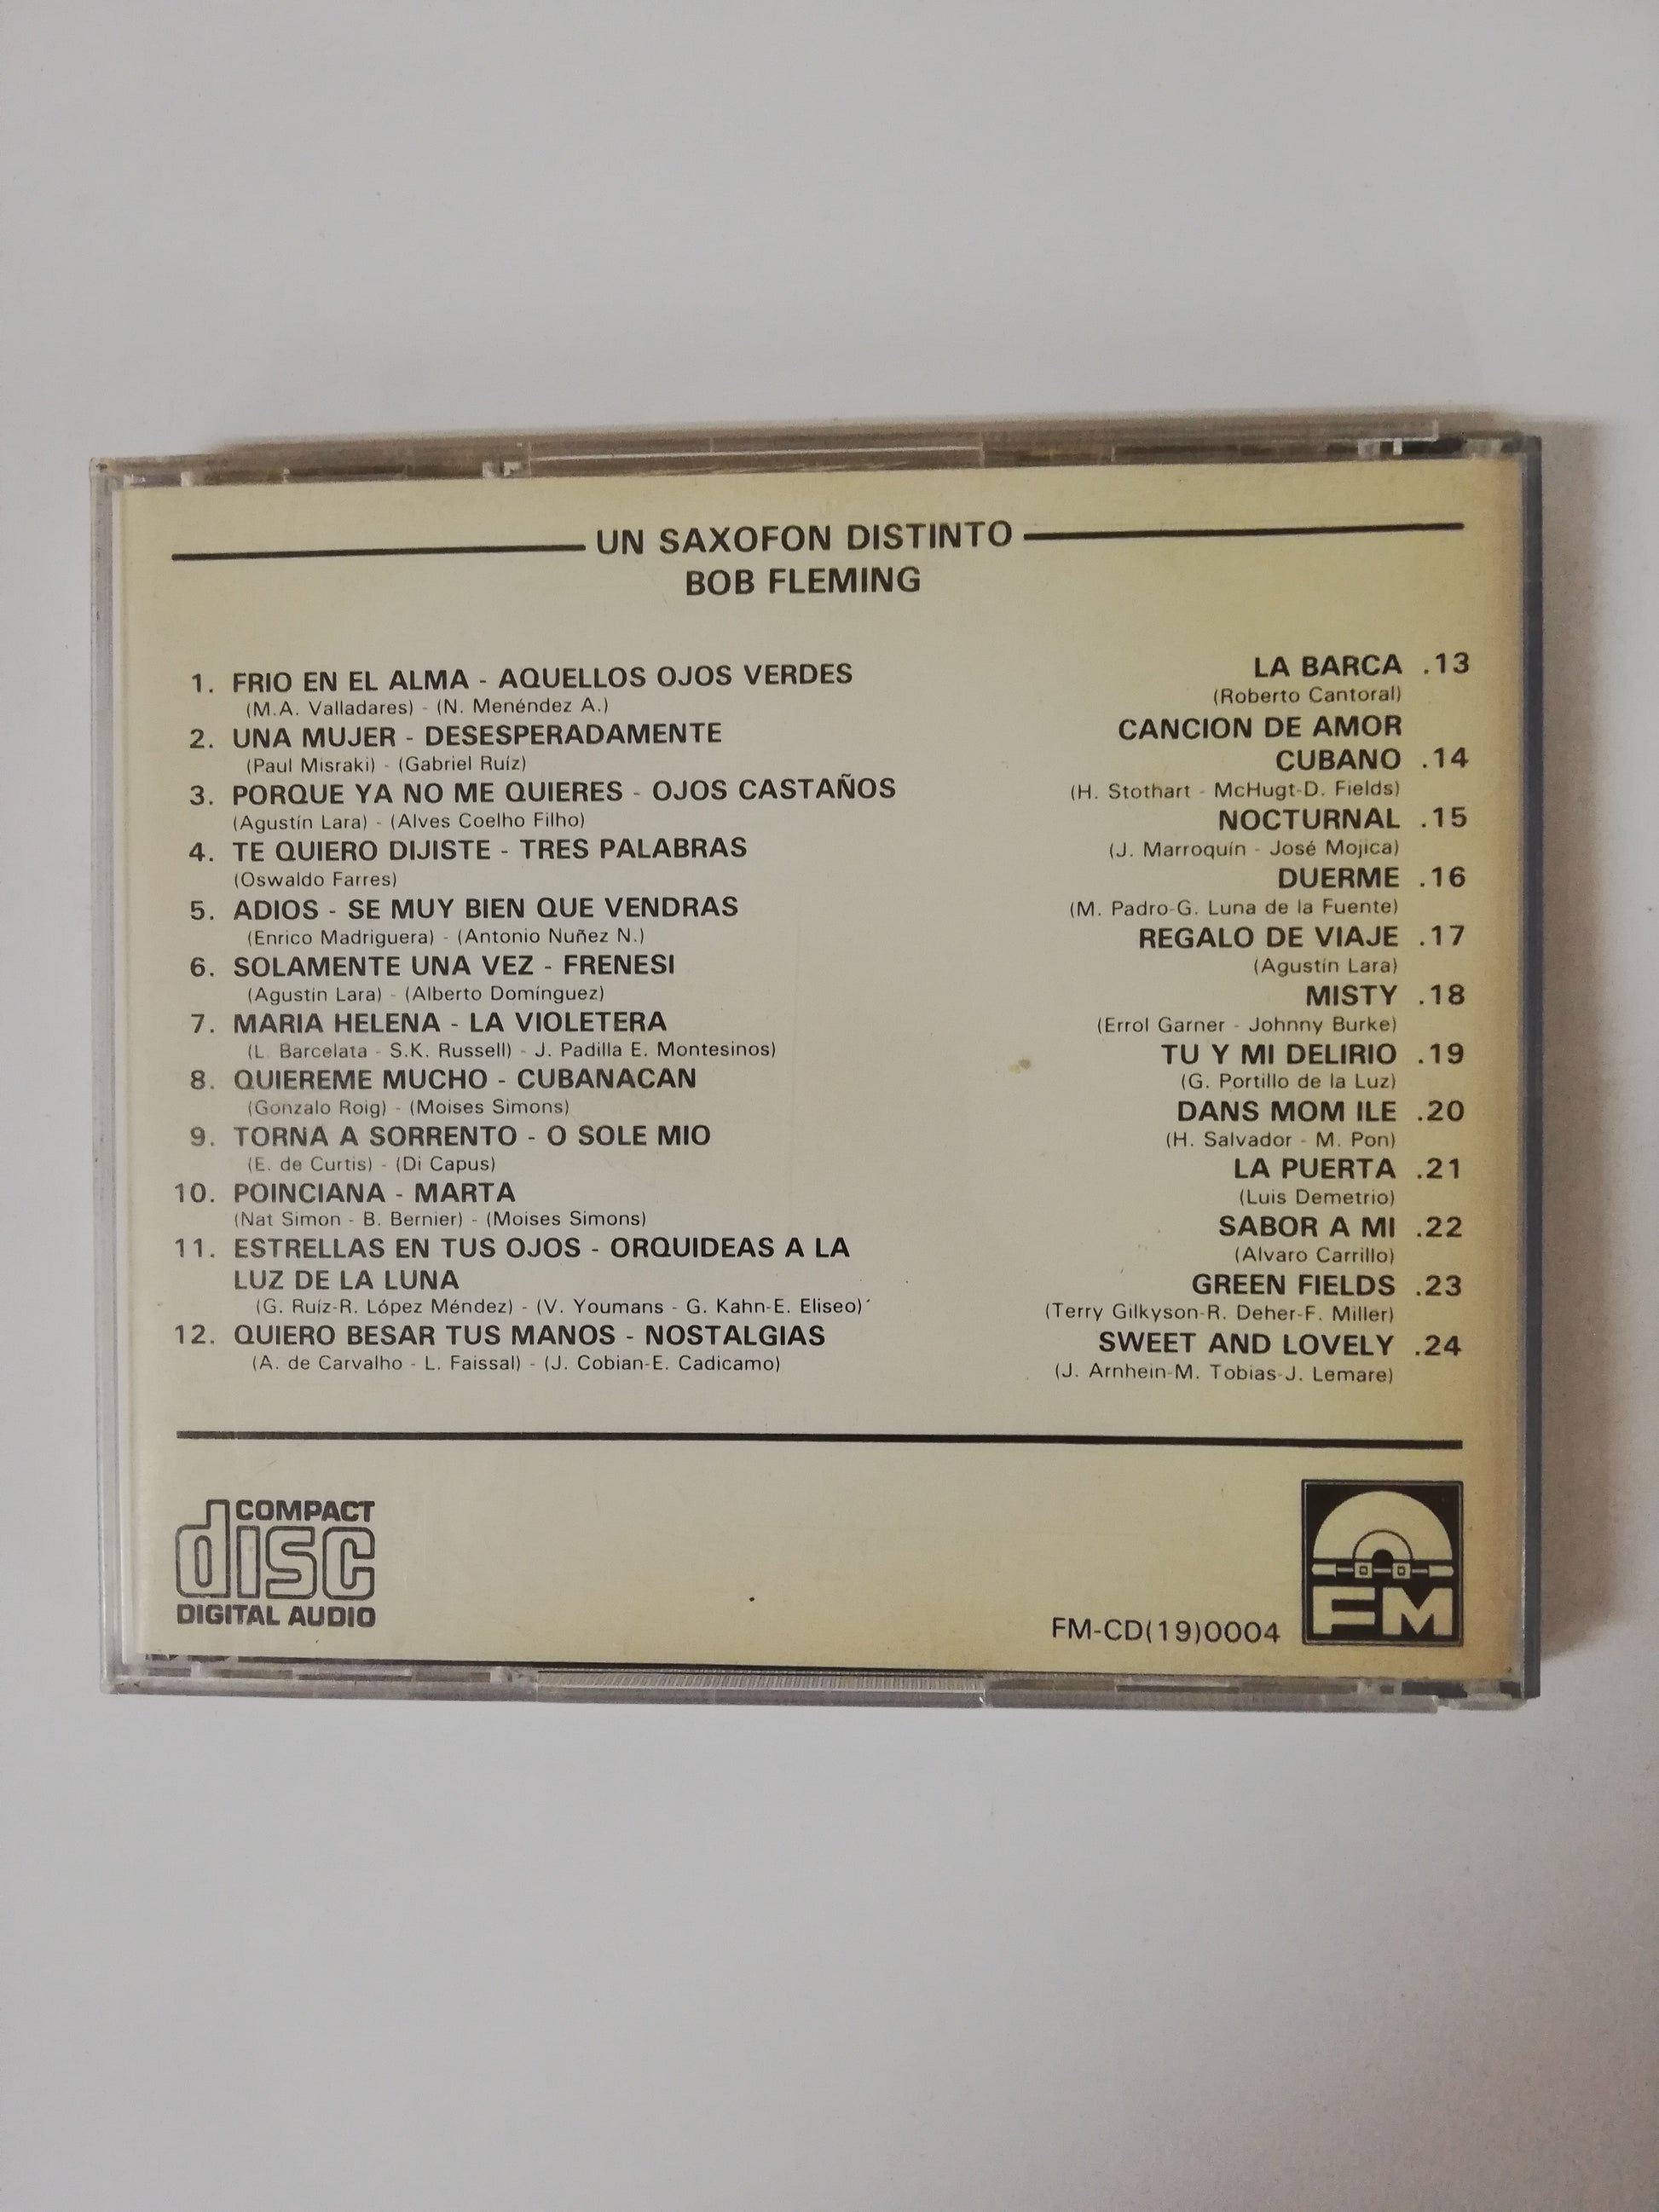 UN SAXOFON DISTINTO
BOB FLEMING
1. FRIO EN EL ALMA - AQUELLOS OJOS VERDES
(M.A. Valladares) - (N. Menéndez A.)
2. UNA MUJER - DESESPERADAMENTE
(Paul Misraki) - (Gabriel Ruíz)
3. PORQUE YA NO ME QUIERES - OJOS CASTAÑOS
(Agustín Lara) - (Alves Coelho Filho)
4. TE QUIERO DIJISTE - TRES PALABRAS
(Oswaldo Farres)
5. ADIOS - SE MUY BIEN QUE VENDRAS
(Enrico Madriguera) - (Antonio Nuñez N.)
6. SOLAMENTE UNA VEZ - FRENESI
(Agustin Lara) - (Alberto Domínguez)
7. MARIA HELENA - LA VIOLETERA
(L. Barcelata - S.K. Russell) - J. Padilla E. Montesinos)
8. QUIEREME MUCHO - CUBANACAN
(Gonzalo Roig) - (Moises Simons)
9. TORNA A SORRENTO - O SOLE MIO
(E. de Curtis) - (Di Capus)
10. POINCIANA - MARTA
(Nat Simon - B. Bernier) - (Moises Simons)
11. ESTRELLAS EN TUS OJOS - ORQUIDEAS A LA
LUZ DE LA LUNA
(G. Ruíz-R. López Méndez) - (V. Youmans - G. Kahn-E. Eliseo)
12. QUIERO BESAR TUS MANOS - NOSTALGIAS
(A. de Carvalho - L. Faissal) - (J. Cobian-E. Cadicamo)
LA BARCA .13
(Roberto Cantoral)
CANCION DE AMOR
CUBANO .14
(H. Stothart - McHugt-D. Fields)
NOCTURNAL .15
(J. Marroquín - José Mojica)
DUERME .16
(M. Padro-G. Luna de la Fuente)
REGALO DE VIAJE .17
(Agustín Lara)
MISTY .18
(Errol Garner - Johnny Burke)
TU Y MI DELIRIO .19
(G. Portillo de la Luz)
DANS MOM ILE .20
(H. Salvador - M. Pon)
LA PUERTA .21
(Luis Demetrio)
SABOR A MI .22
(Alvaro Carrillo)
GREEN FIELDS .23
(Terry Gilkyson-R. Deher-F. Miller)
SWEET AND LOVELY .24
(J. Arnhein-M. Tobias-J. Lemare)
COMPACT
disc
DIGITAL AUDIO
FM-CD(19)0004
FM